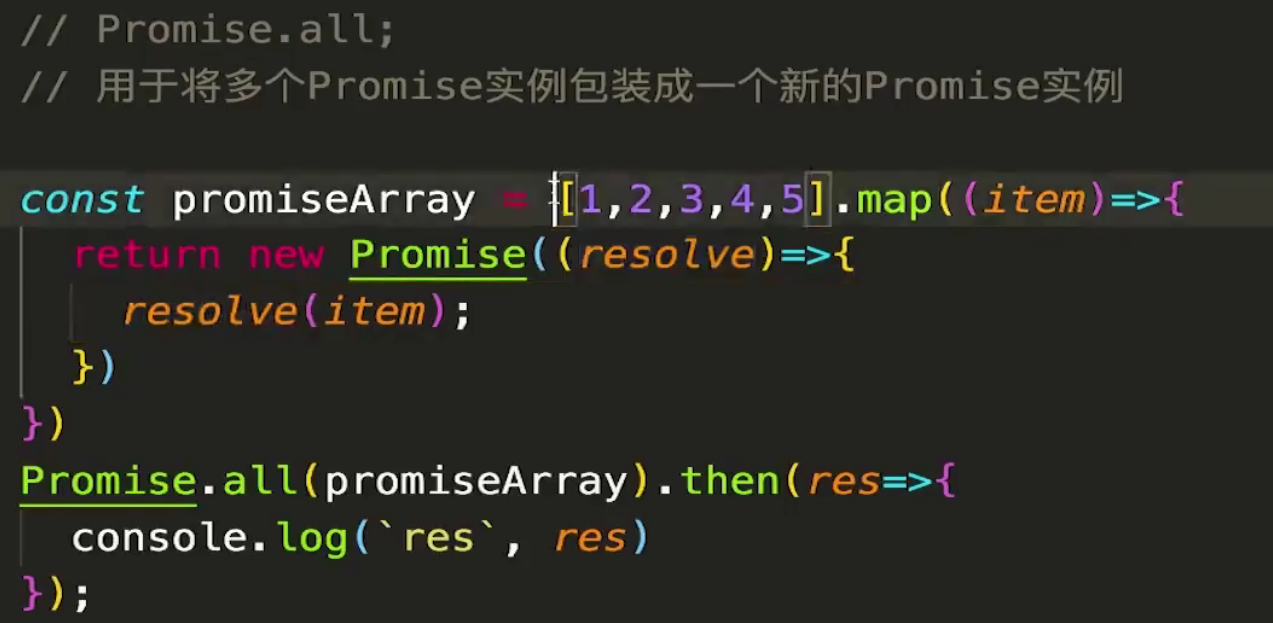 // Promise.all;
// 用于将多个Promise实例包装成一个新的Promise实例
const promiseArray = [1,2,3,4,5].map((item)=>{
return new Promise((resolve)=>{
resolve(item);
})
})
Promise.all(promiseArray).then(res=>{
console.log(`res`, res)
});